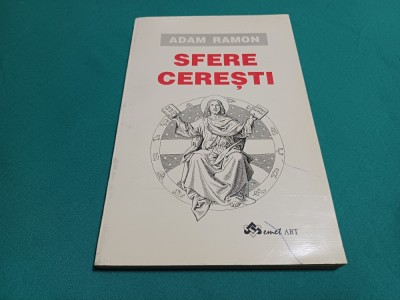 ADAM RAMON
SFERE
CEREȘTI
emet ART